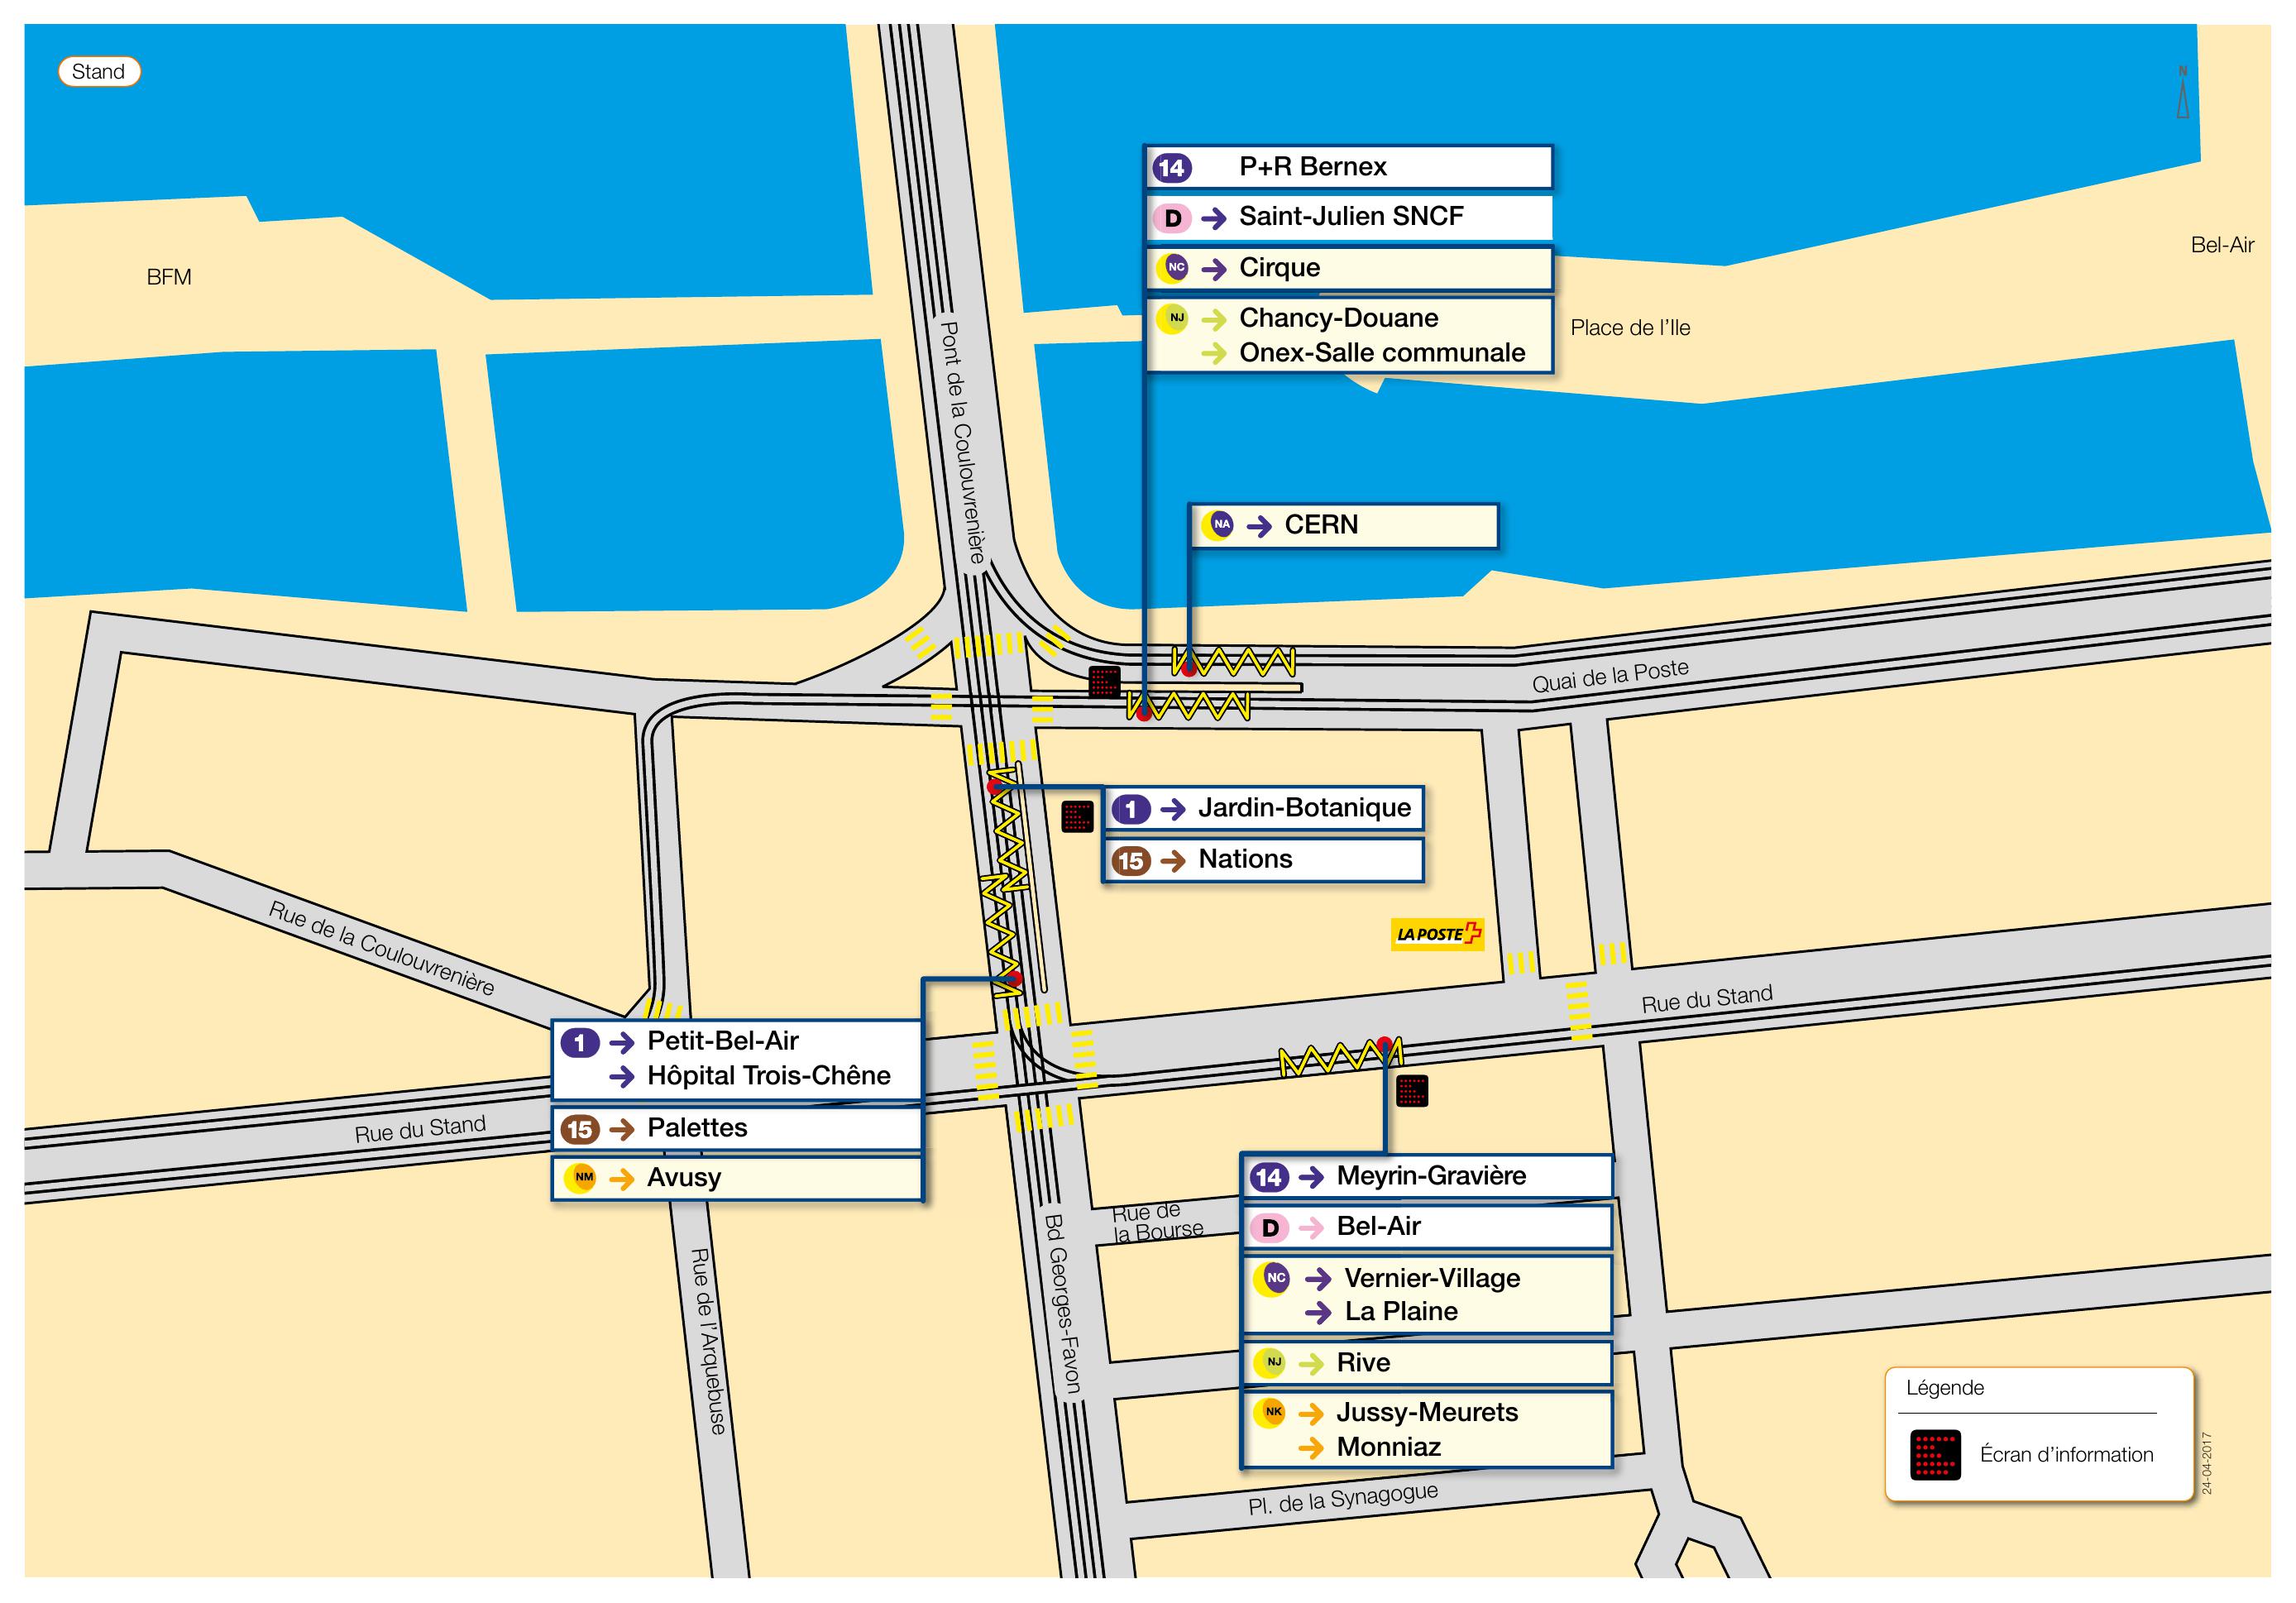 Stand
N
14 P+R Bernex
D → Saint-Julien SNCF
NC → Cirque
NJ → Chancy-Douane
→ Onex-Salle communale
BFM
Bel-Air
Place de l'Ile
Pont de la Coulouvrenière
NA → CERN
Quai de la Poste
1 → Jardin-Botanique
15 → Nations
LA POSTE
Rue de la Coulouvrenière
Rue du Stand
1 → Petit-Bel-Air
→ Hôpital Trois-Chêne
15 → Palettes
NM → Avusy
Rue du Stand
14 → Meyrin-Gravière
D → Bel-Air
NC → Vernier-Village
→ La Plaine
NJ → Rive
NK → Jussy-Meurets
→ Monniaz
Rue de
la Bourse
Bd Georges-Favon
Rue de l'Arquebuse
Pl. de la Synagogue
Légende
Écran d'information
24-04-2017